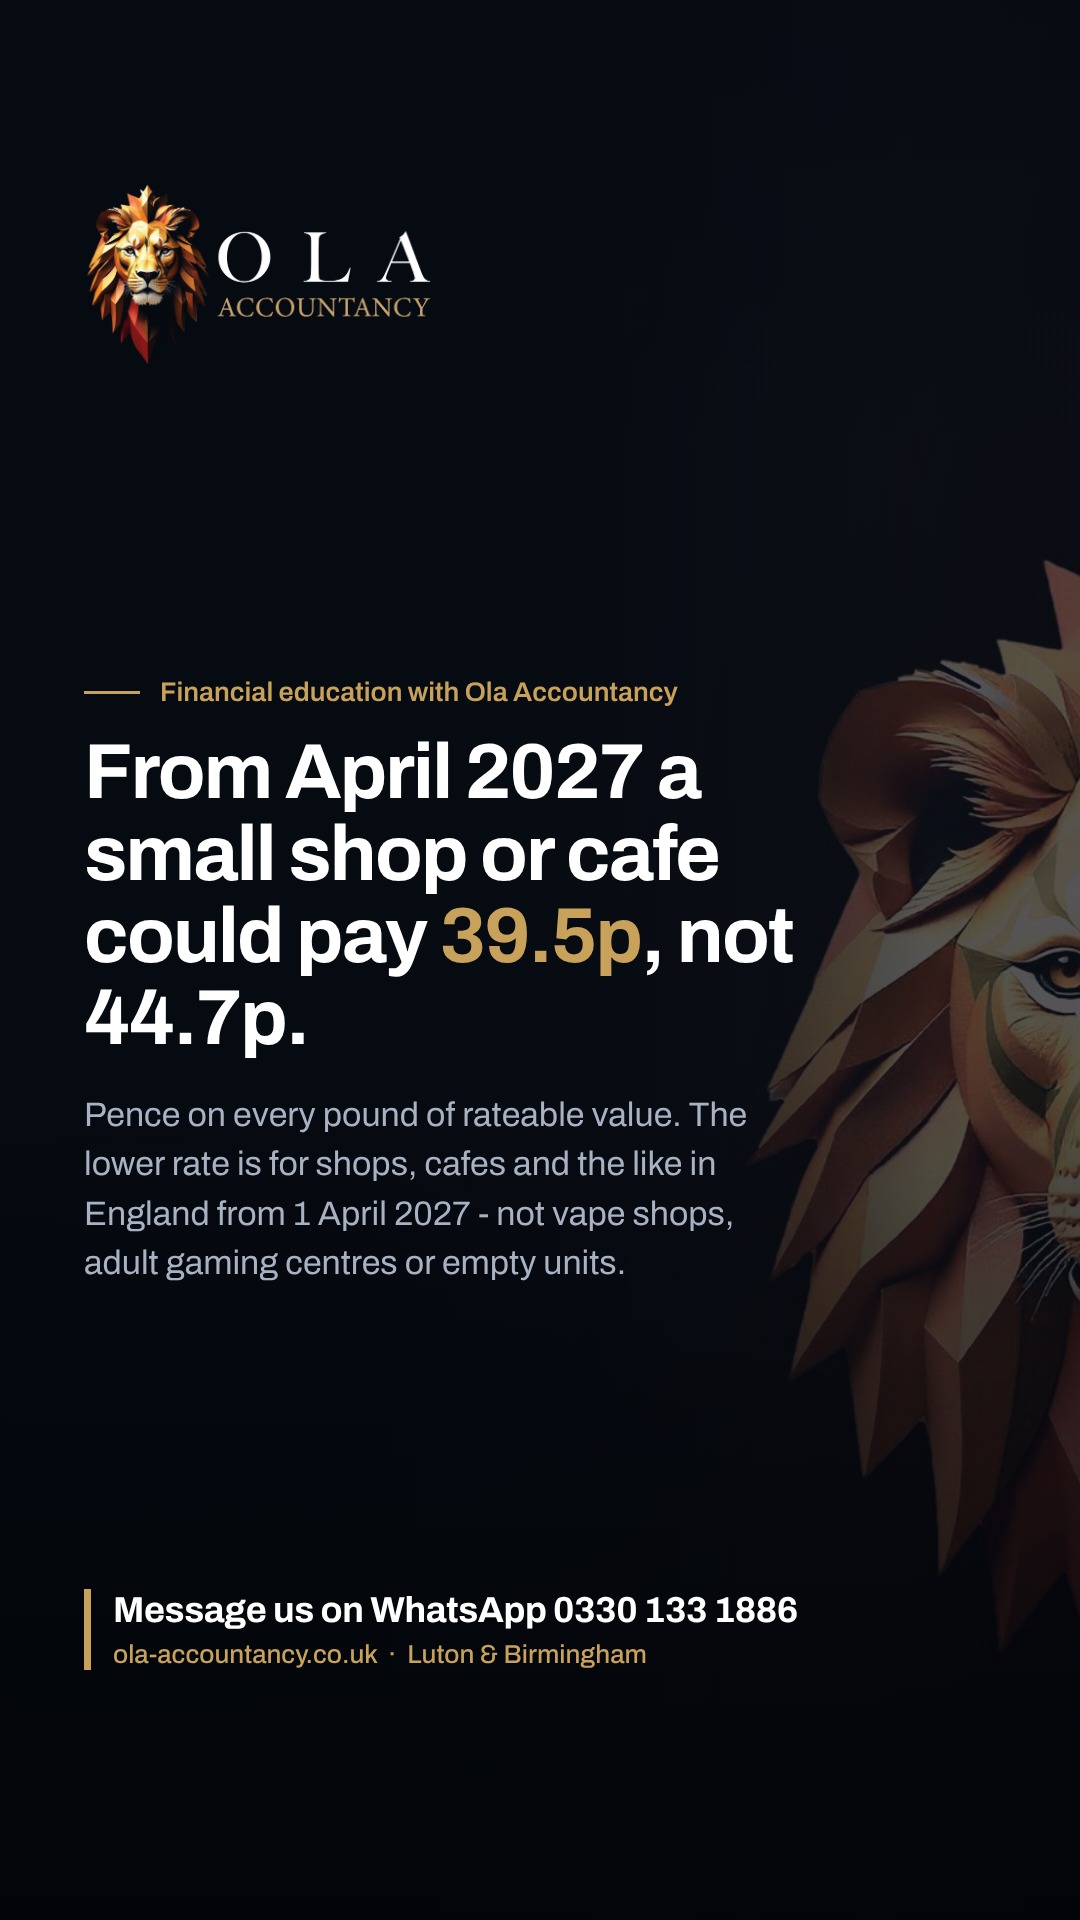 OLA
ACCOUNTANCY
Financial education with Ola Accountancy
From April 2027 a
small shop or cafe
could pay 39.5p, not
44.7p.
Pence on every pound of rateable value. The
lower rate is for shops, cafes and the like in
England from 1 April 2027 - not vape shops,
adult gaming centres or empty units.
Message us on WhatsApp 0330 133 1886
ola-accountancy.co.uk · Luton & Birmingham